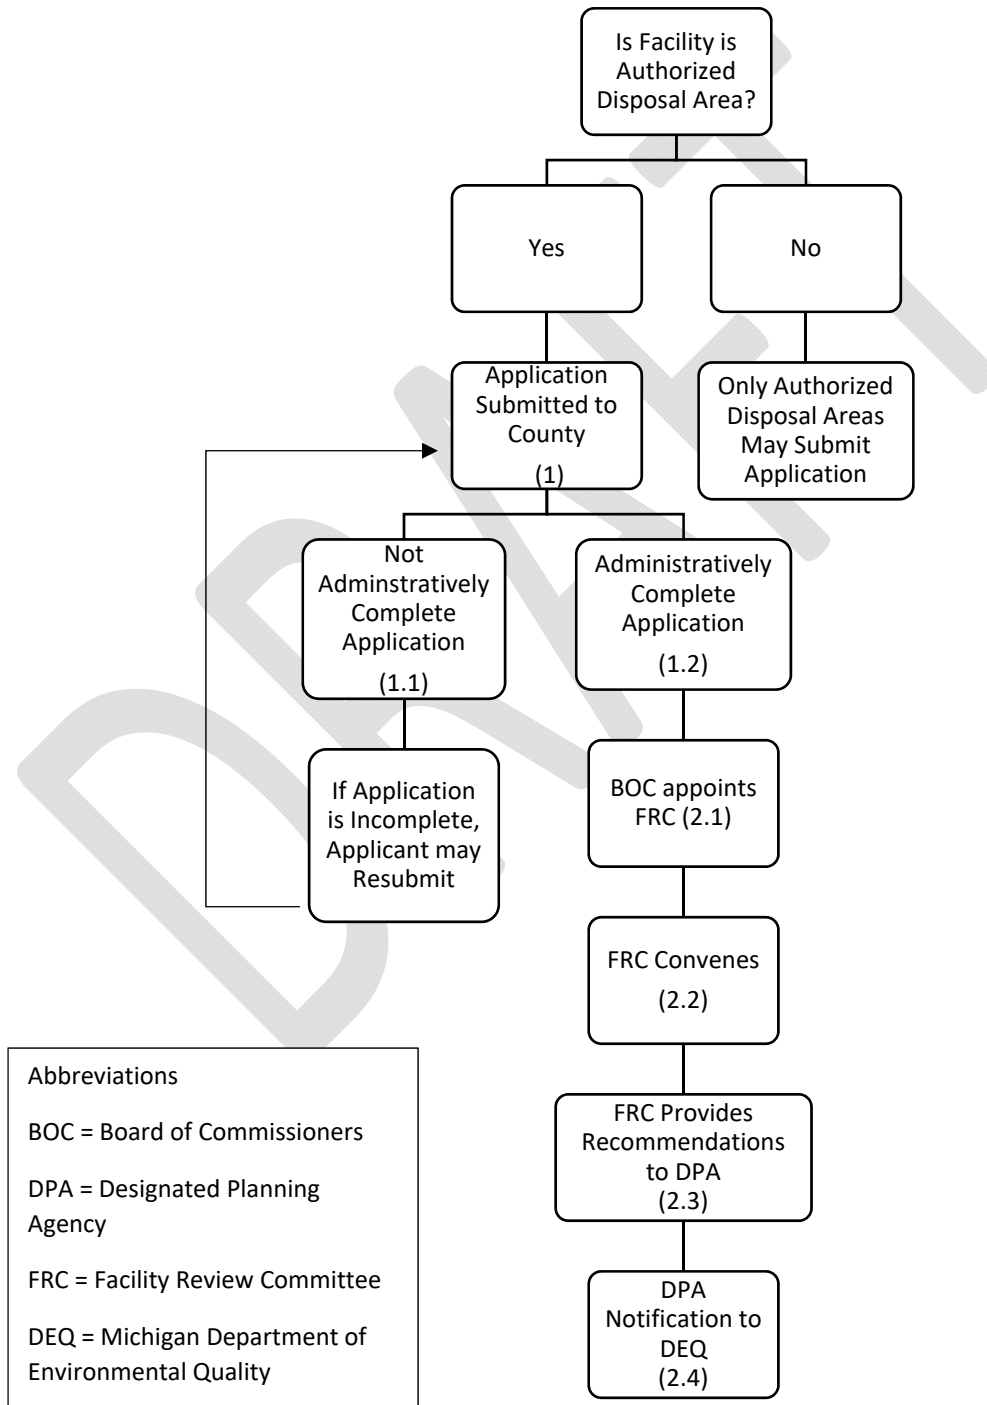 Is Facility is
Authorized
Disposal Area?
Yes
No
Application
Submitted to
County
(1)
Only Authorized
Disposal Areas
May Submit
Application
Not
Adminstratively
Complete
Application
(1.1)
Administratively
Complete
Application
(1.2)
If Application
is Incomplete,
Applicant may
Resubmit
BOC appoints
FRC (2.1)
FRC Convenes
(2.2)
FRC Provides
Recommendations
to DPA
(2.3)
DPA
Notification to
DEQ
(2.4)
Abbreviations
BOC = Board of Commissioners
DPA = Designated Planning
Agency
FRC = Facility Review Committee
DEQ = Michigan Department of
Environmental Quality
DRAFT